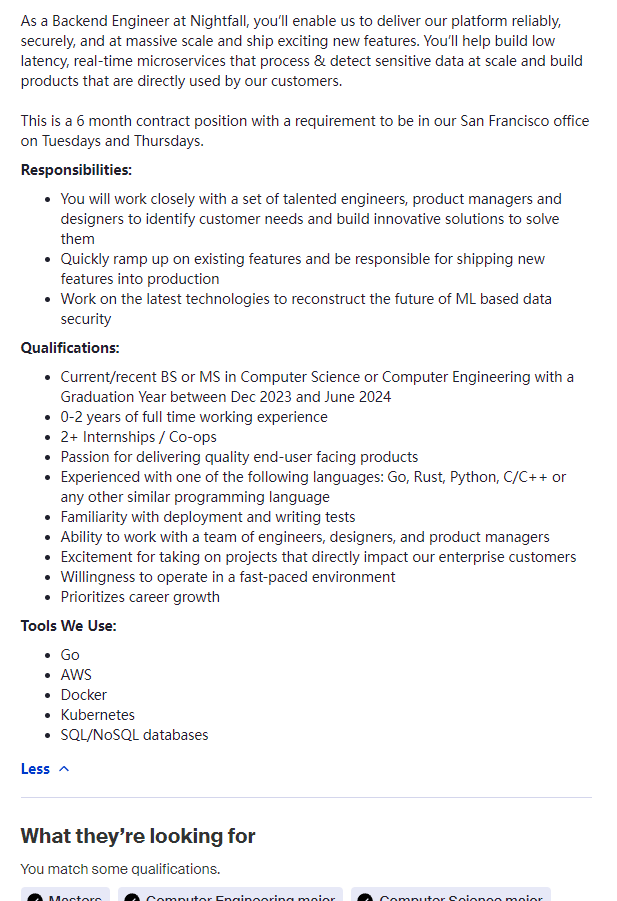 As a Backend Engineer at Nightfall, you'll enable us to deliver our platform reliably,
securely, and at massive scale and ship exciting new features. You'll help build low
latency, real-time microservices that process & detect sensitive data at scale and build
products that are directly used by our customers.
This is a 6 month contract position with a requirement to be in our San Francisco office
on Tuesdays and Thursdays.
Responsibilities:
• You will work closely with a set of talented engineers, product managers and
designers to identify customer needs and build innovative solutions to solve
them
• Quickly ramp up on existing features and be responsible for shipping new
features into production
• Work on the latest technologies to reconstruct the future of ML based data
security
Qualifications:
• Current/recent BS or MS in Computer Science or Computer Engineering with a
Graduation Year between Dec 2023 and June 2024
• 0-2 years of full time working experience
• 2+ Internships / Co-ops
• Passion for delivering quality end-user facing products
• Experienced with one of the following languages: Go, Rust, Python, C/C++ or
any other similar programming language
• Familiarity with deployment and writing tests
• Ability to work with a team of engineers, designers, and product managers
• Excitement for taking on projects that directly impact our enterprise customers
• Willingness to operate in a fast-paced environment
• Prioritizes career growth
Tools We Use:
• Go
• AWS
• Docker
• Kubernetes
• SQL/NoSQL databases
Less
What they're looking for
You match some qualifications.
Masters Computer Engineering major Computer Science major